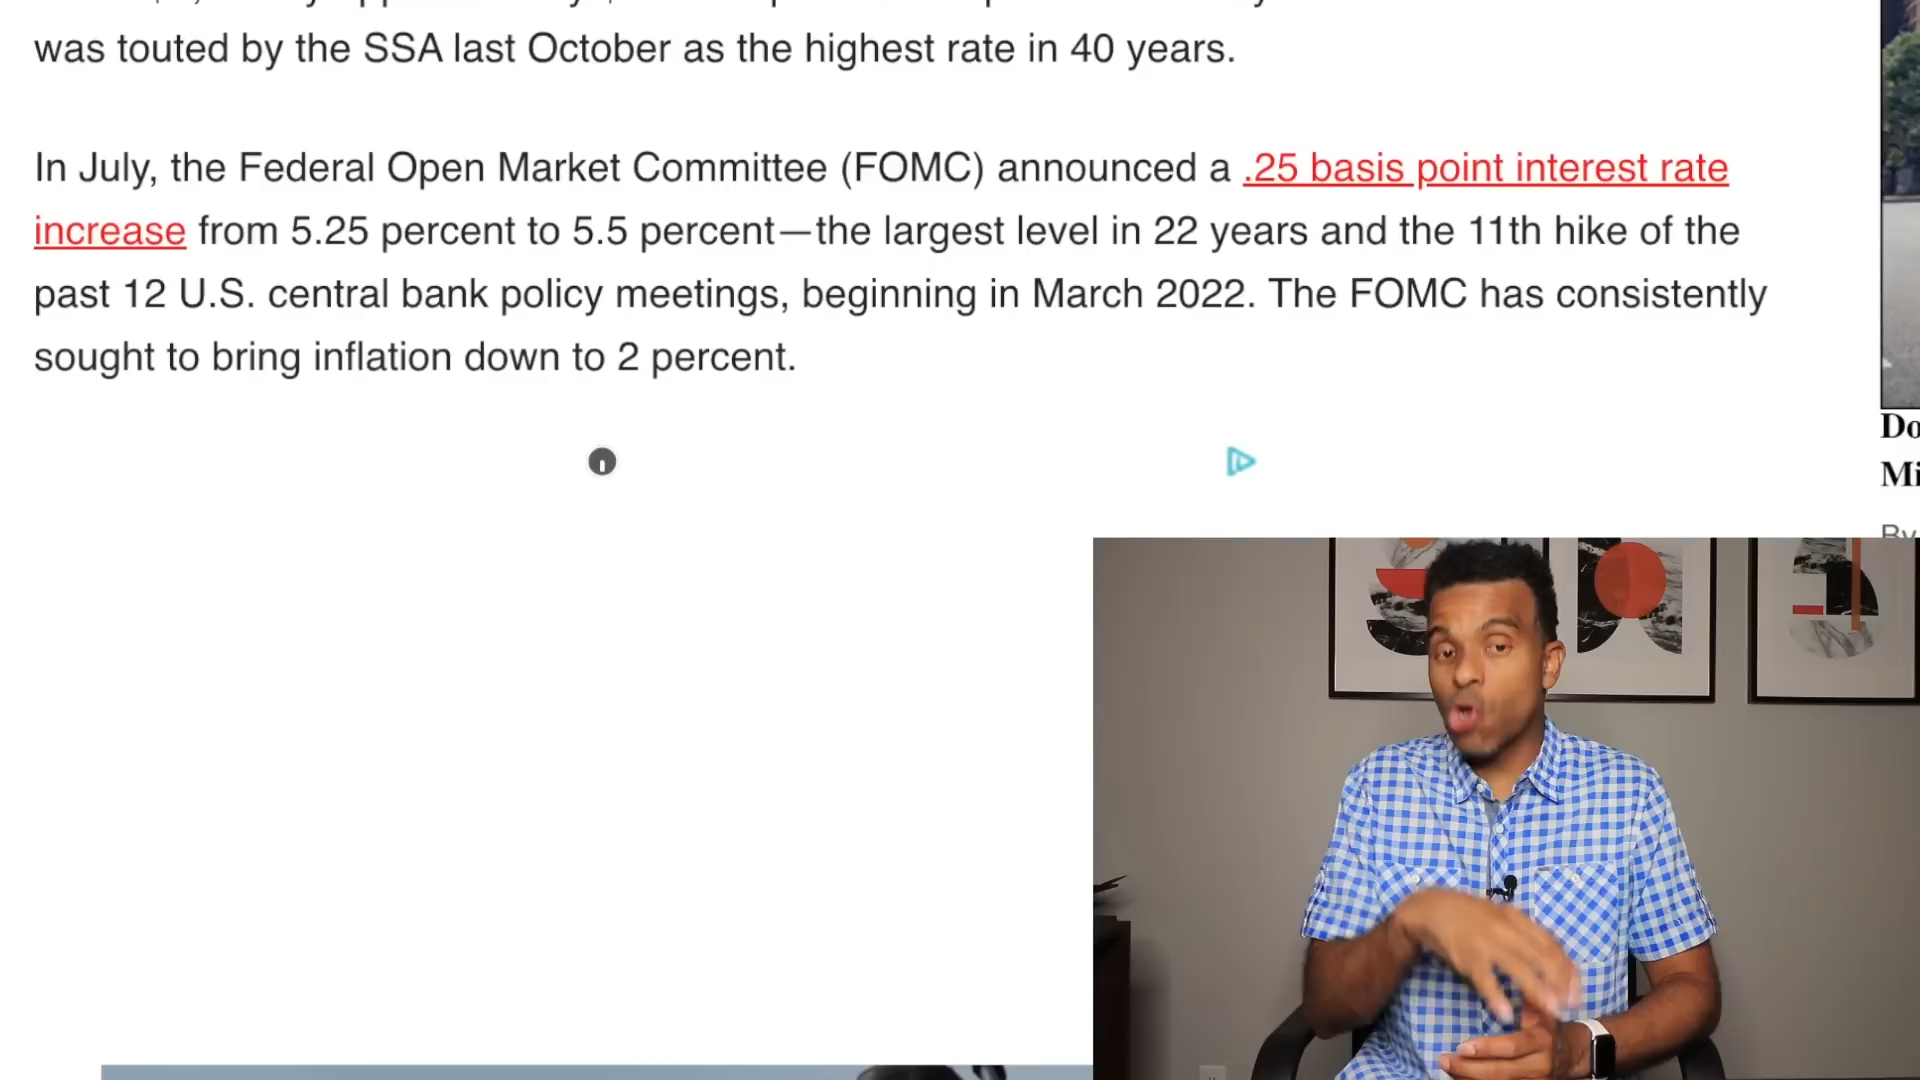 was touted by the SSA last October as the highest rate in 40 years.
In July, the Federal Open Market Committee (FOMC) announced a .25 basis point interest rate
increase from 5.25 percent to 5.5 percent—the largest level in 22 years and the 11th hike of the
past 12 U.S. central bank policy meetings, beginning in March 2022. The FOMC has consistently
sought to bring inflation down to 2 percent.
Do
Mi
By